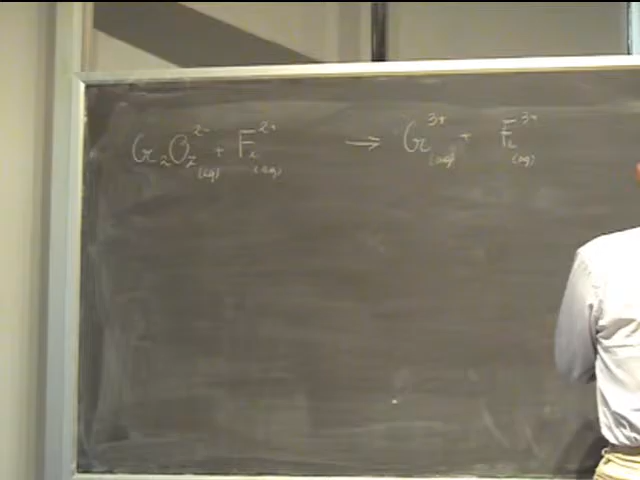 Cr₂O₇²⁻(aq) + Fe²⁺(aq) → Cr³⁺(aq) + Fe³⁺(aq)